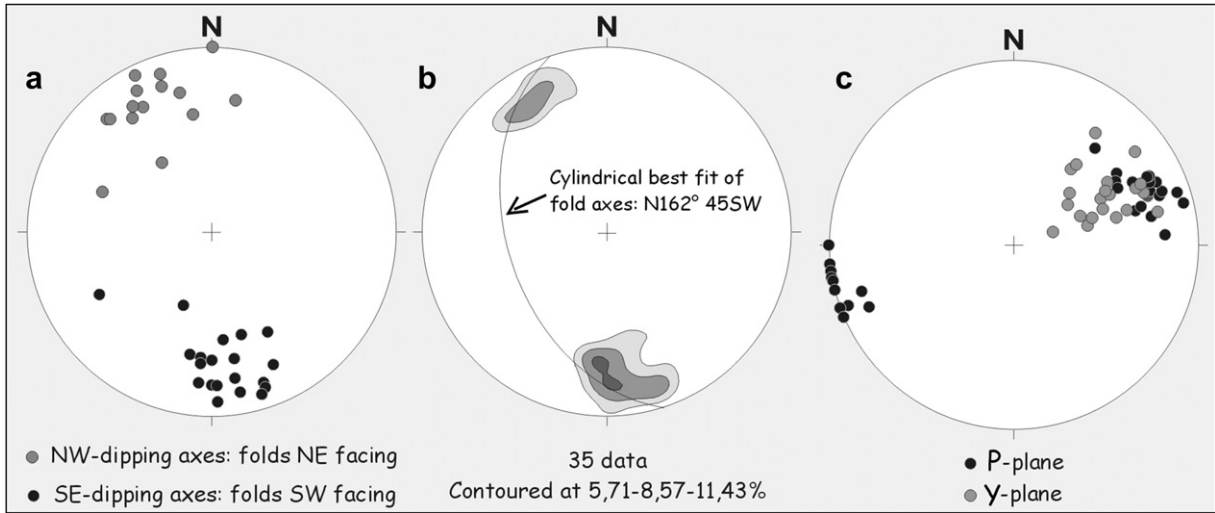 N
a
NW-dipping axes: folds NE facing
SE-dipping axes: folds SW facing
N
b
Cylindrical best fit of
fold axes: N162° 45SW
35 data
Contoured at 5,71-8,57-11,43%
N
c
P-plane
Y-plane